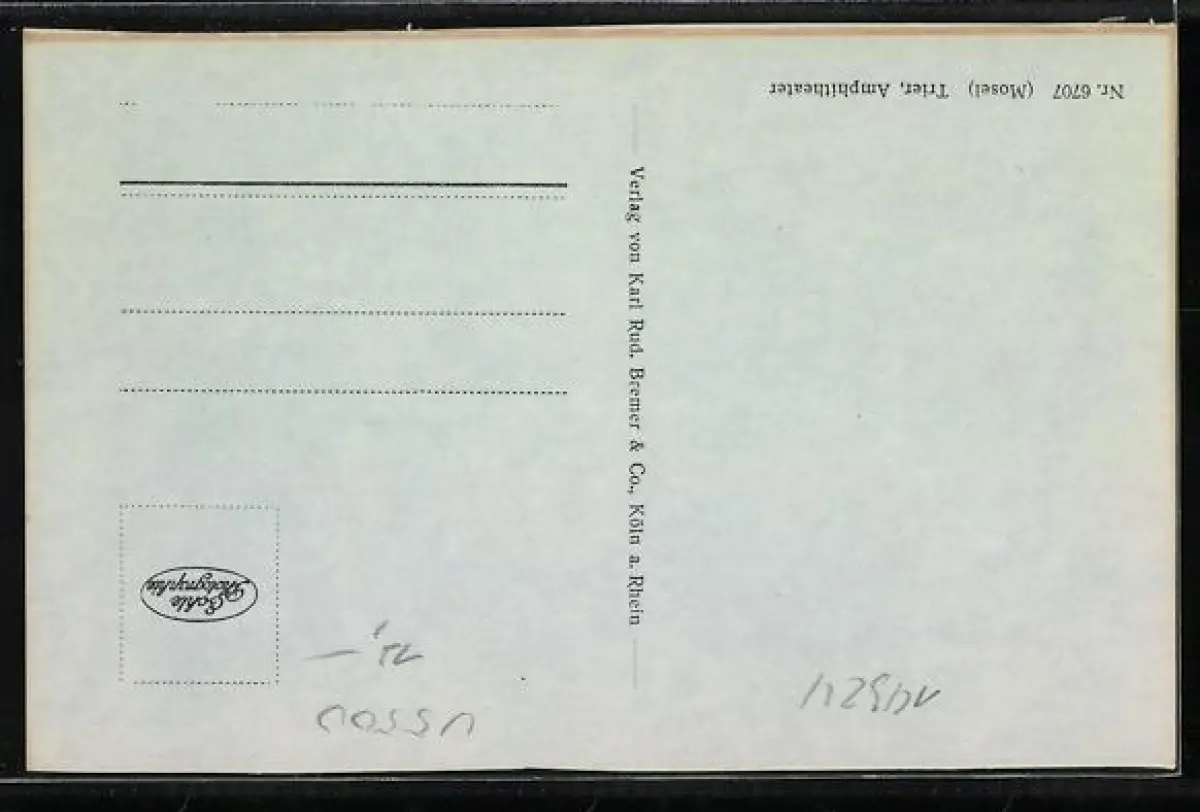 Nr. 6707 (Mosel) Trier, Amphitheater
Verlag von Karl Rud. Bremer & Co., Köln a. Rhein
Echte
Photographie